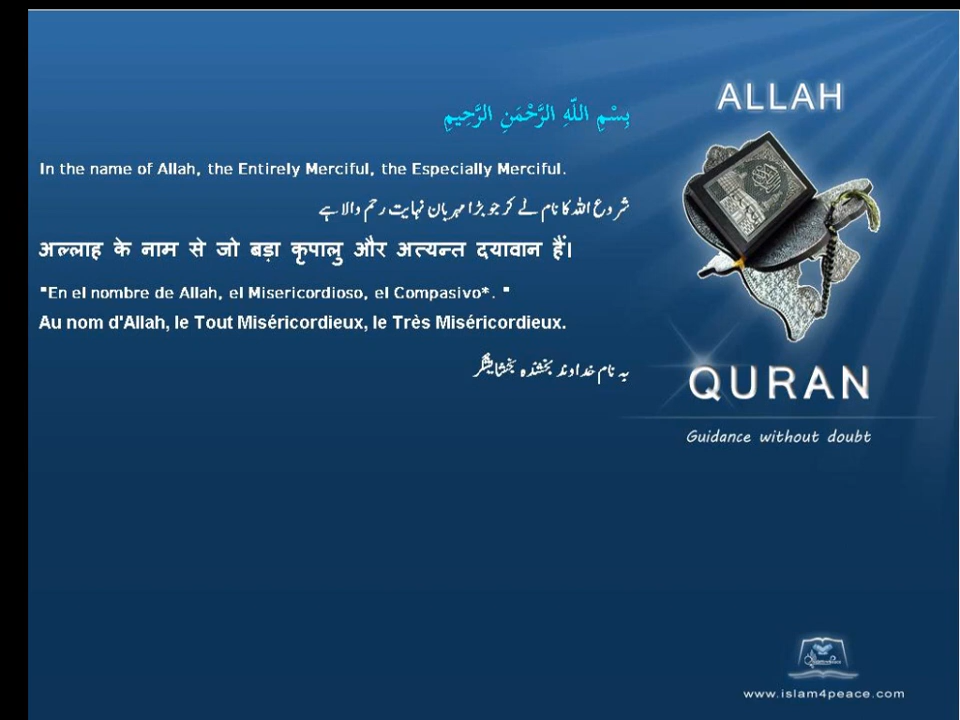 بِسْمِ اللَّهِ الرَّحْمَنِ الرَّحِيمِ
In the name of Allah, the Entirely Merciful, the Especially Merciful.
شروع اللہ کا نام لے کر جو بڑا مہربان نہایت رحم والا ہے
अल्लाह के नाम से जो बड़ा कृपालु और अत्यन्त दयावान हैं।
"En el nombre de Allah, el Misericordioso, el Compasivo*. "
Au nom d'Allah, le Tout Miséricordieux, le Très Miséricordieux.
به نام خداوند بخشنده بخشایشگر
ALLAH
QURAN
Guidance without doubt
www.islam4peace.com